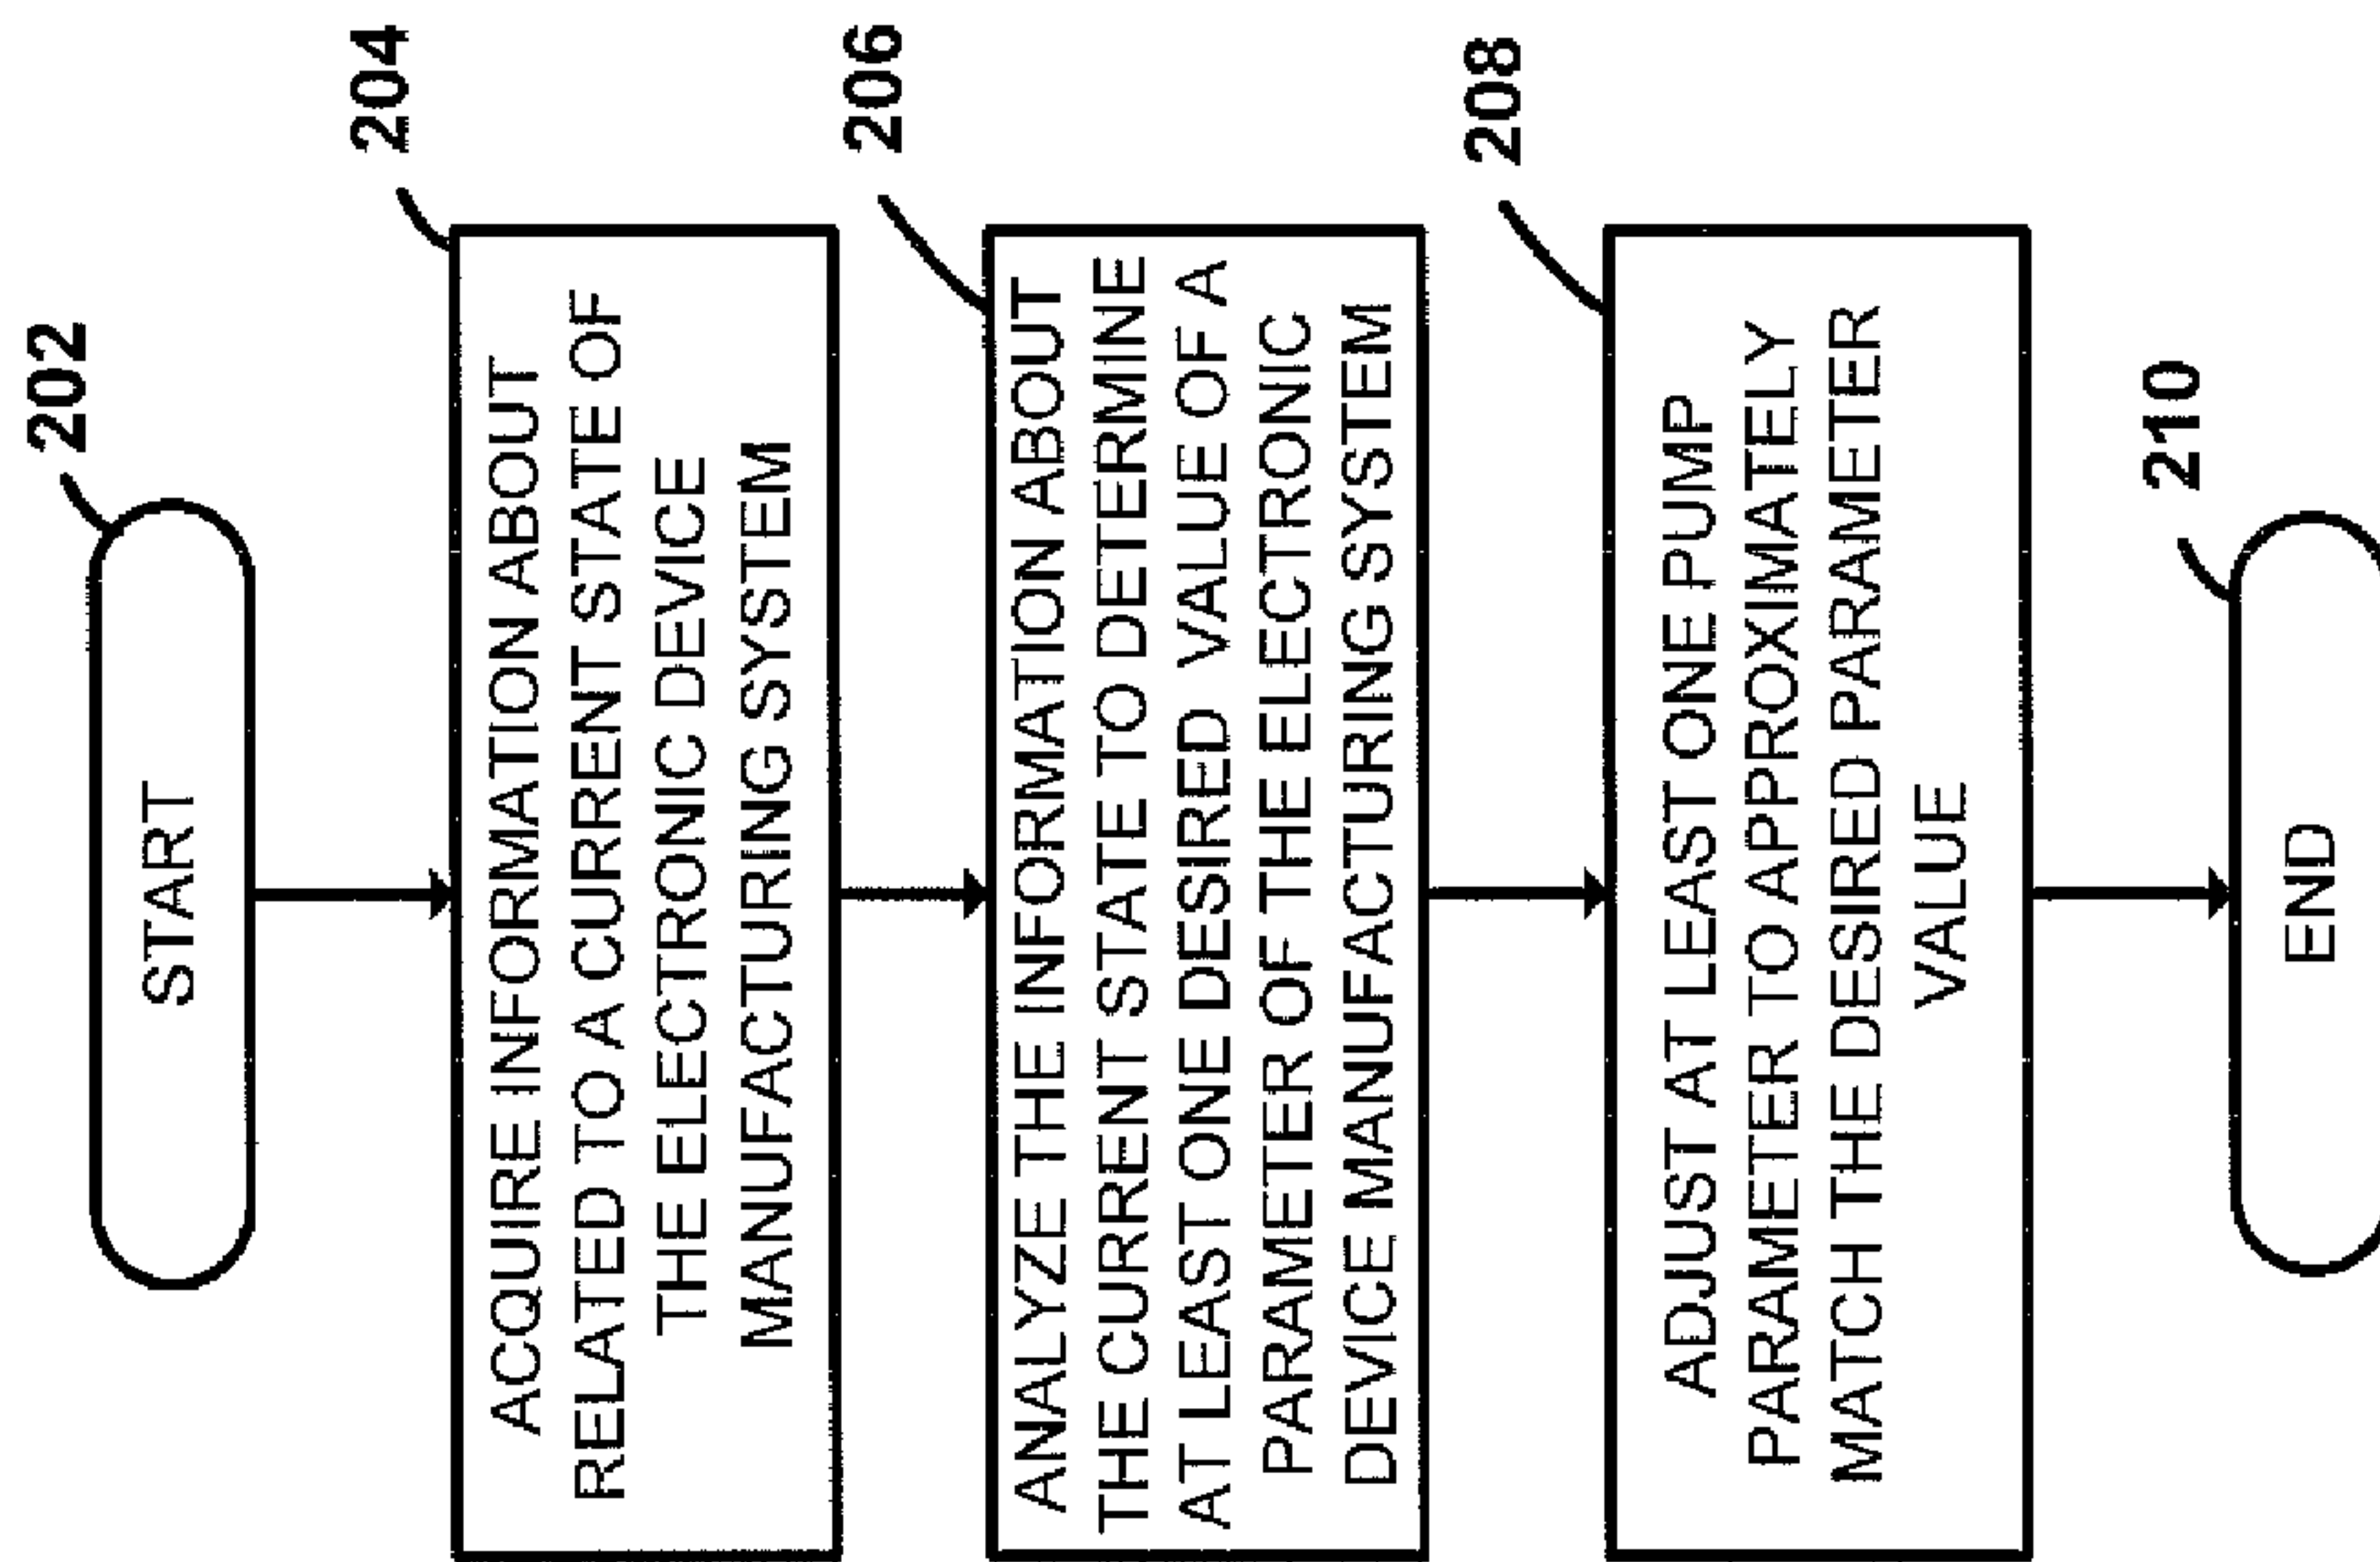 202
START
204
ACQUIRE INFORMATION ABOUT
RELATED TO A CURRENT STATE OF
THE ELECTRONIC DEVICE
MANUFACTURING SYSTEM
206
ANALYZE THE INFORMATION ABOUT
THE CURRENT STATE TO DETERMINE
AT LEAST ONE DESIRED VALUE OF A
PARAMETER OF THE ELECTRONIC
DEVICE MANUFACTURING SYSTEM
208
ADJUST AT LEAST ONE PUMP
PARAMETER TO APPROXIMATELY
MATCH THE DESIRED PARAMETER
VALUE
210
END